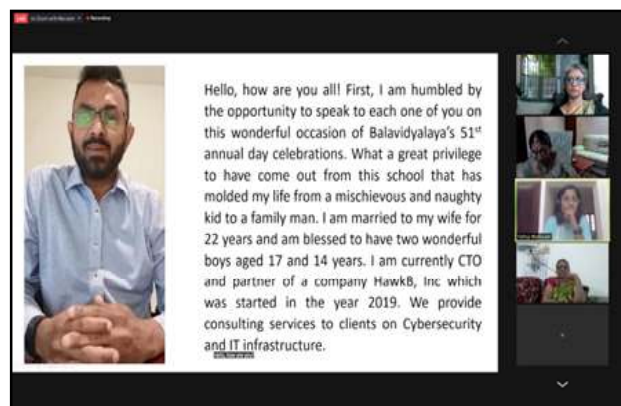 Recording
Hello, how are you all! First, I am humbled by
the opportunity to speak to each one of you on
this wonderful occasion of Balavidyalaya's 51st
annual day celebrations. What a great privilege
to have come out from this school that has
molded my life from a mischievous and naughty
kid to a family man. I am married to my wife for
22 years and am blessed to have two wonderful
boys aged 17 and 14 years. I am currently CTO
and partner of a company HawkB, Inc which
was started in the year 2019. We provide
consulting services to clients on Cybersecurity
and IT infrastructure.
Hello, how are you